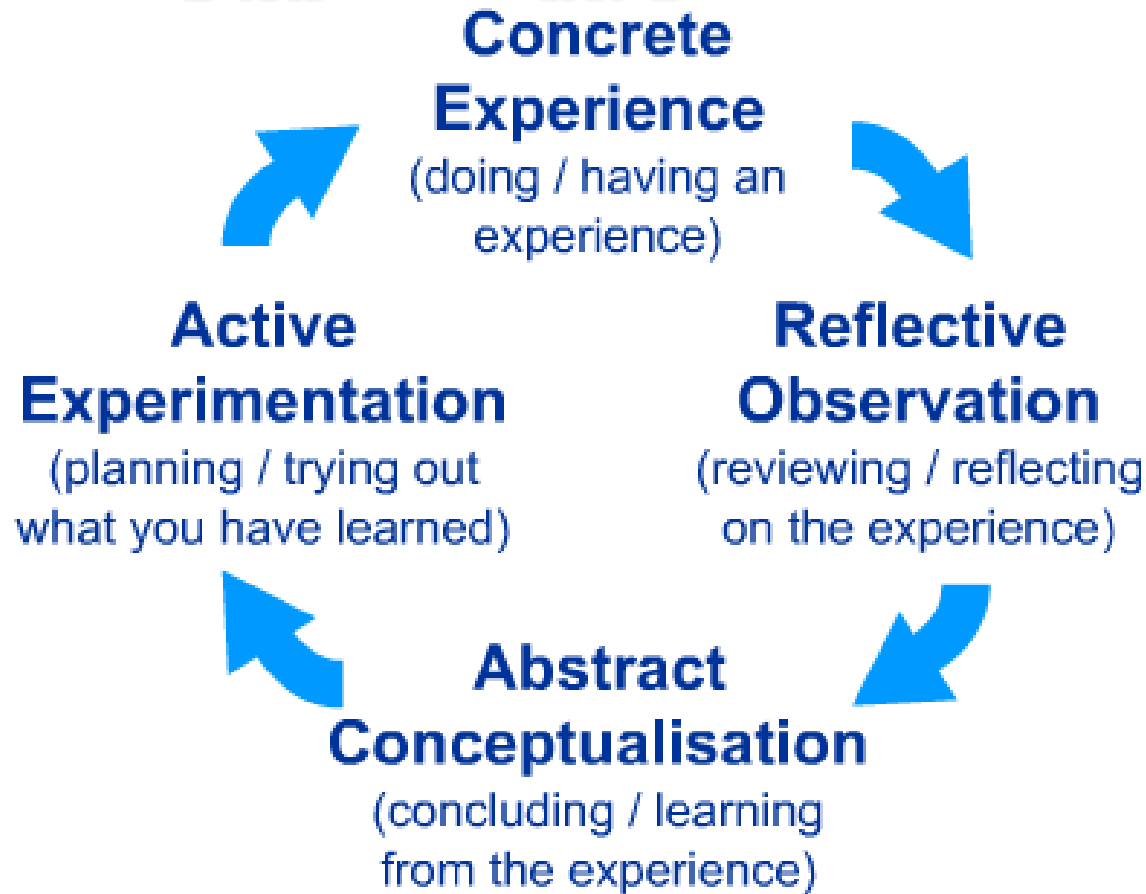 Concrete
Experience
(doing / having an
experience)
Reflective
Observation
(reviewing / reflecting
on the experience)
Abstract
Conceptualisation
(concluding / learning
from the experience)
Active
Experimentation
(planning / trying out
what you have learned)